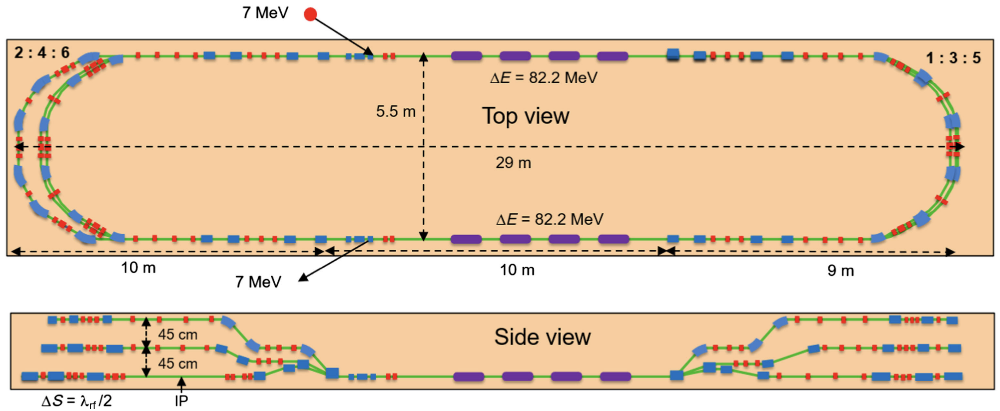 7 MeV
2 : 4 : 6
1 : 3 : 5
ΔE = 82.2 MeV
5.5 m
Top view
29 m
ΔE = 82.2 MeV
10 m
10 m
9 m
7 MeV
45 cm
Side view
45 cm
ΔS = λrf/2
IP